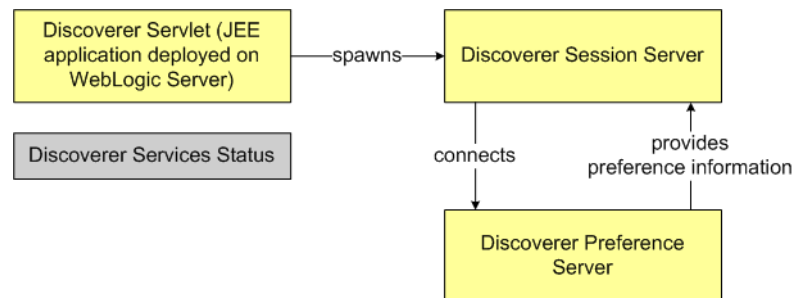 Discoverer Servlet (JEE
application deployed on
WebLogic Server)
spawns
Discoverer Session Server
Discoverer Services Status
connects
provides
preference information
Discoverer Preference
Server